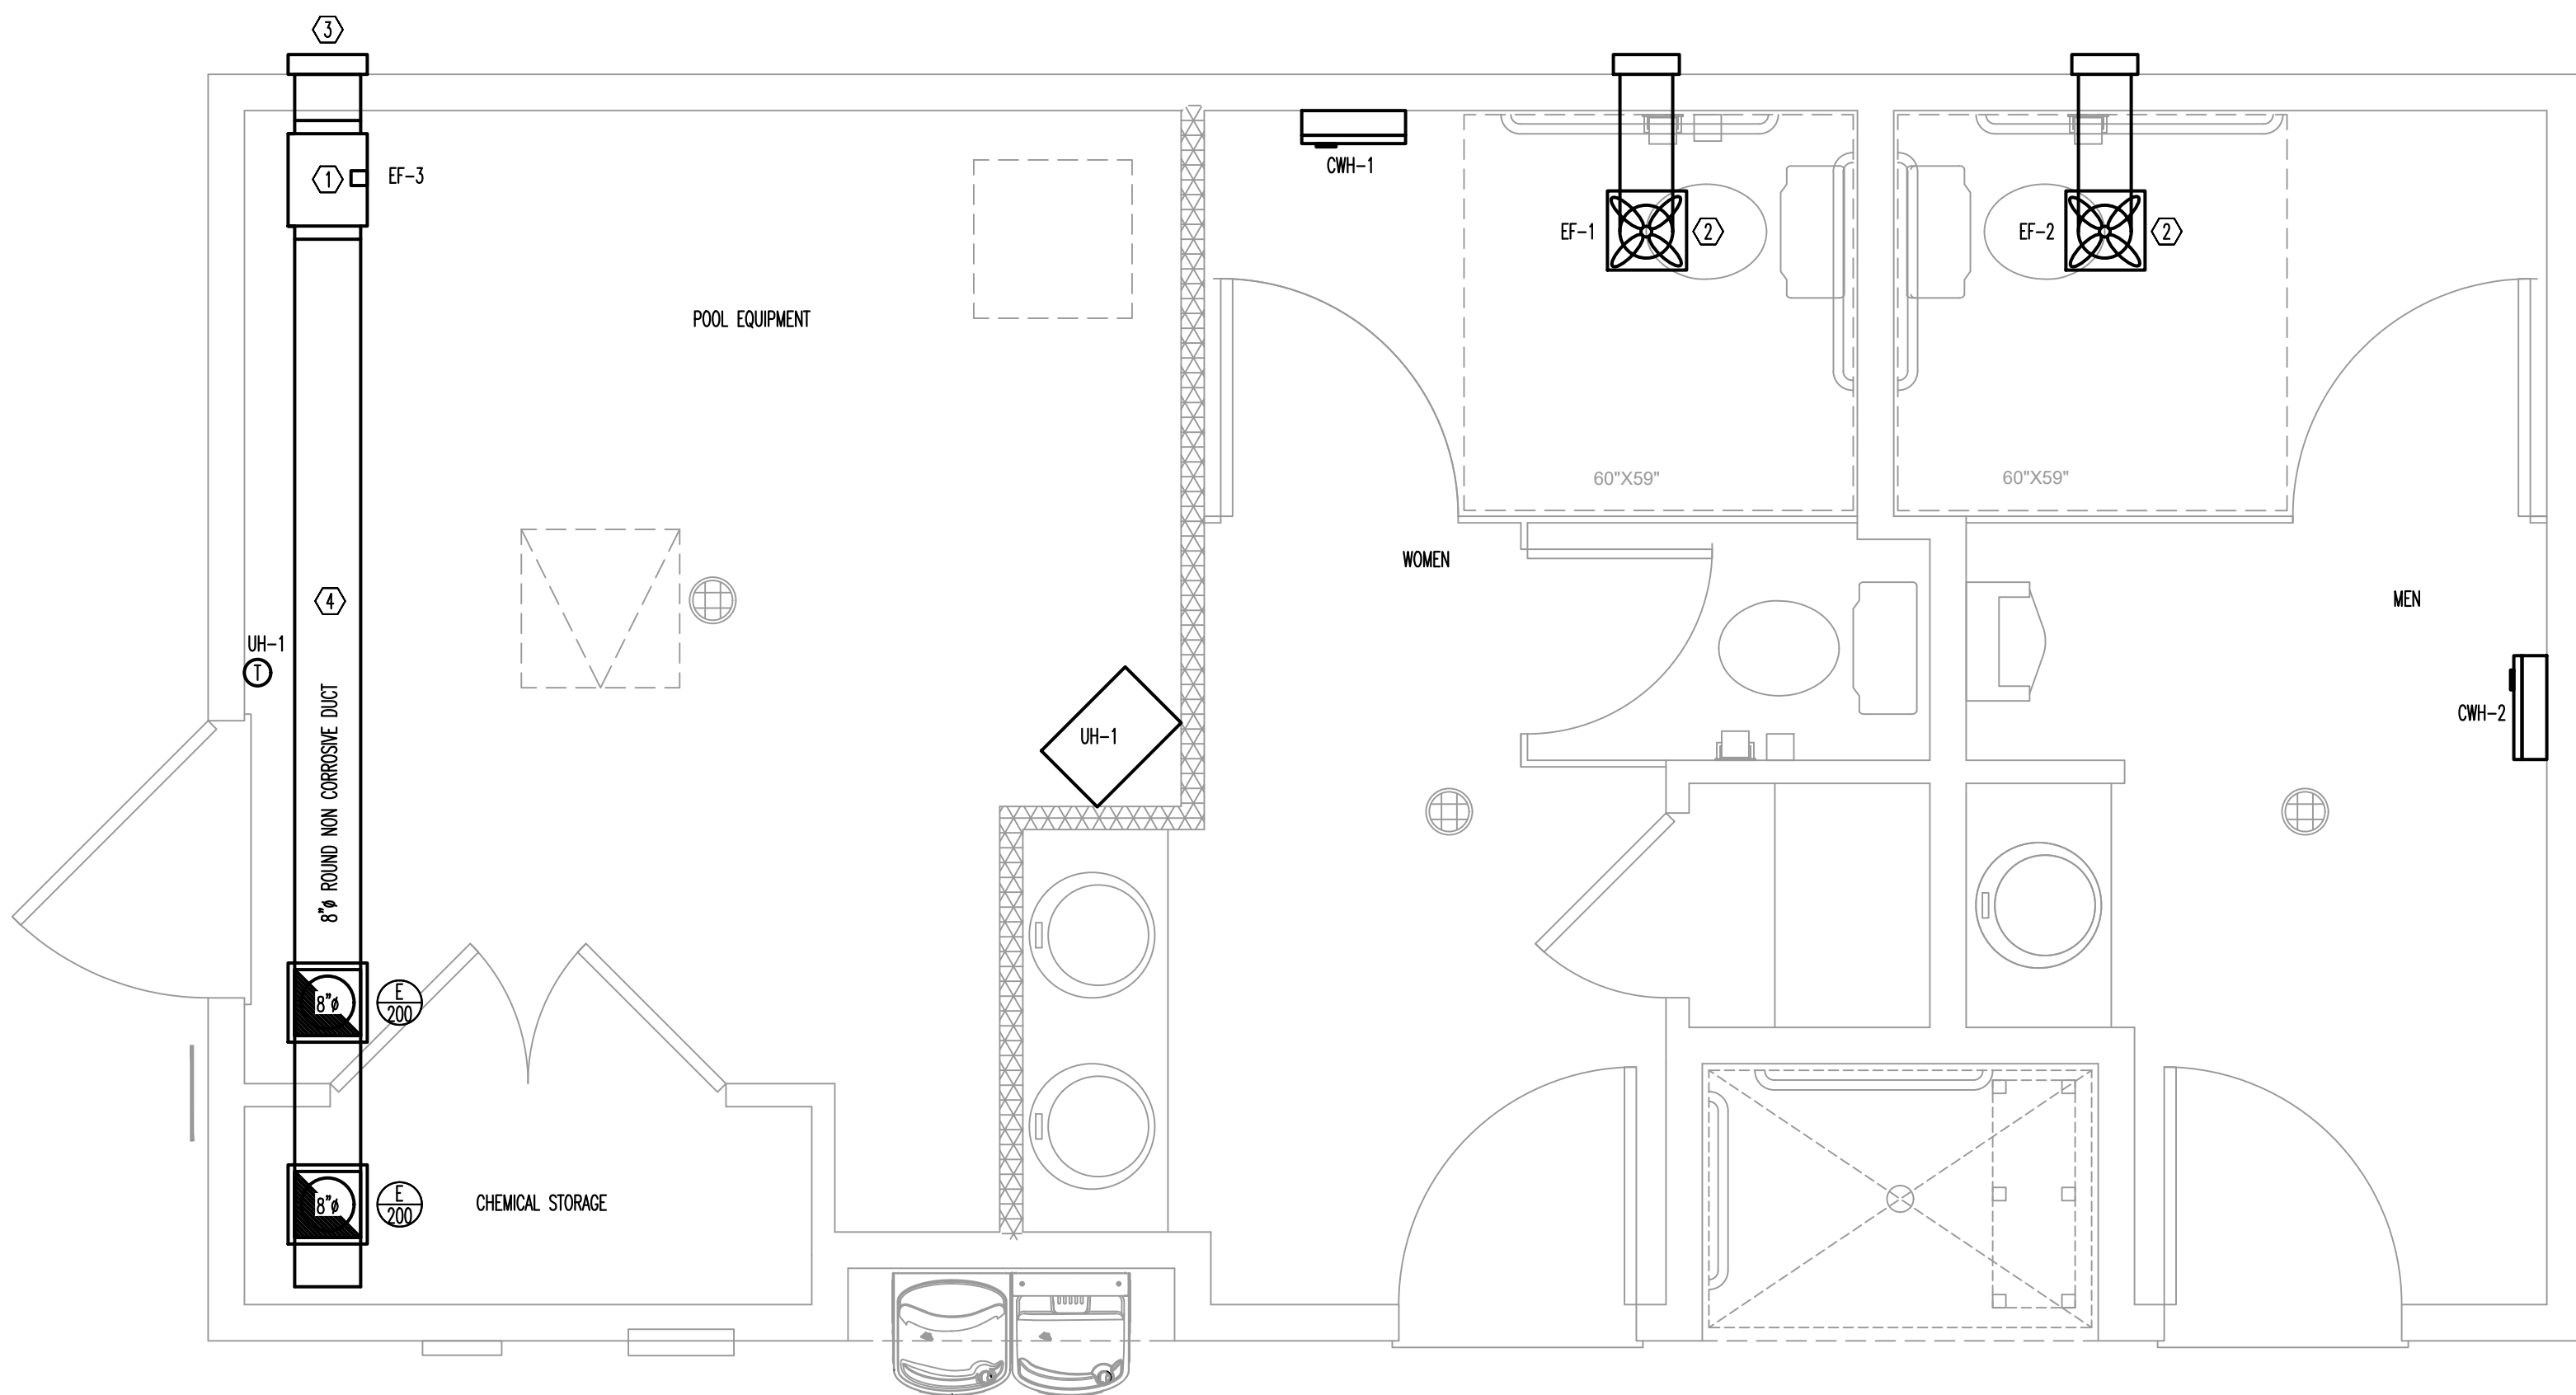 3
1
EF-3
CWH-1
EF-1
2
EF-2
2
POOL EQUIPMENT
60"X59"
60"X59"
WOMEN
MEN
4
UH-1
T
8"ø ROUND NON CORROSIVE DUCT
UH-1
CWH-2
8"ø
E
200
8"ø
E
200
CHEMICAL STORAGE